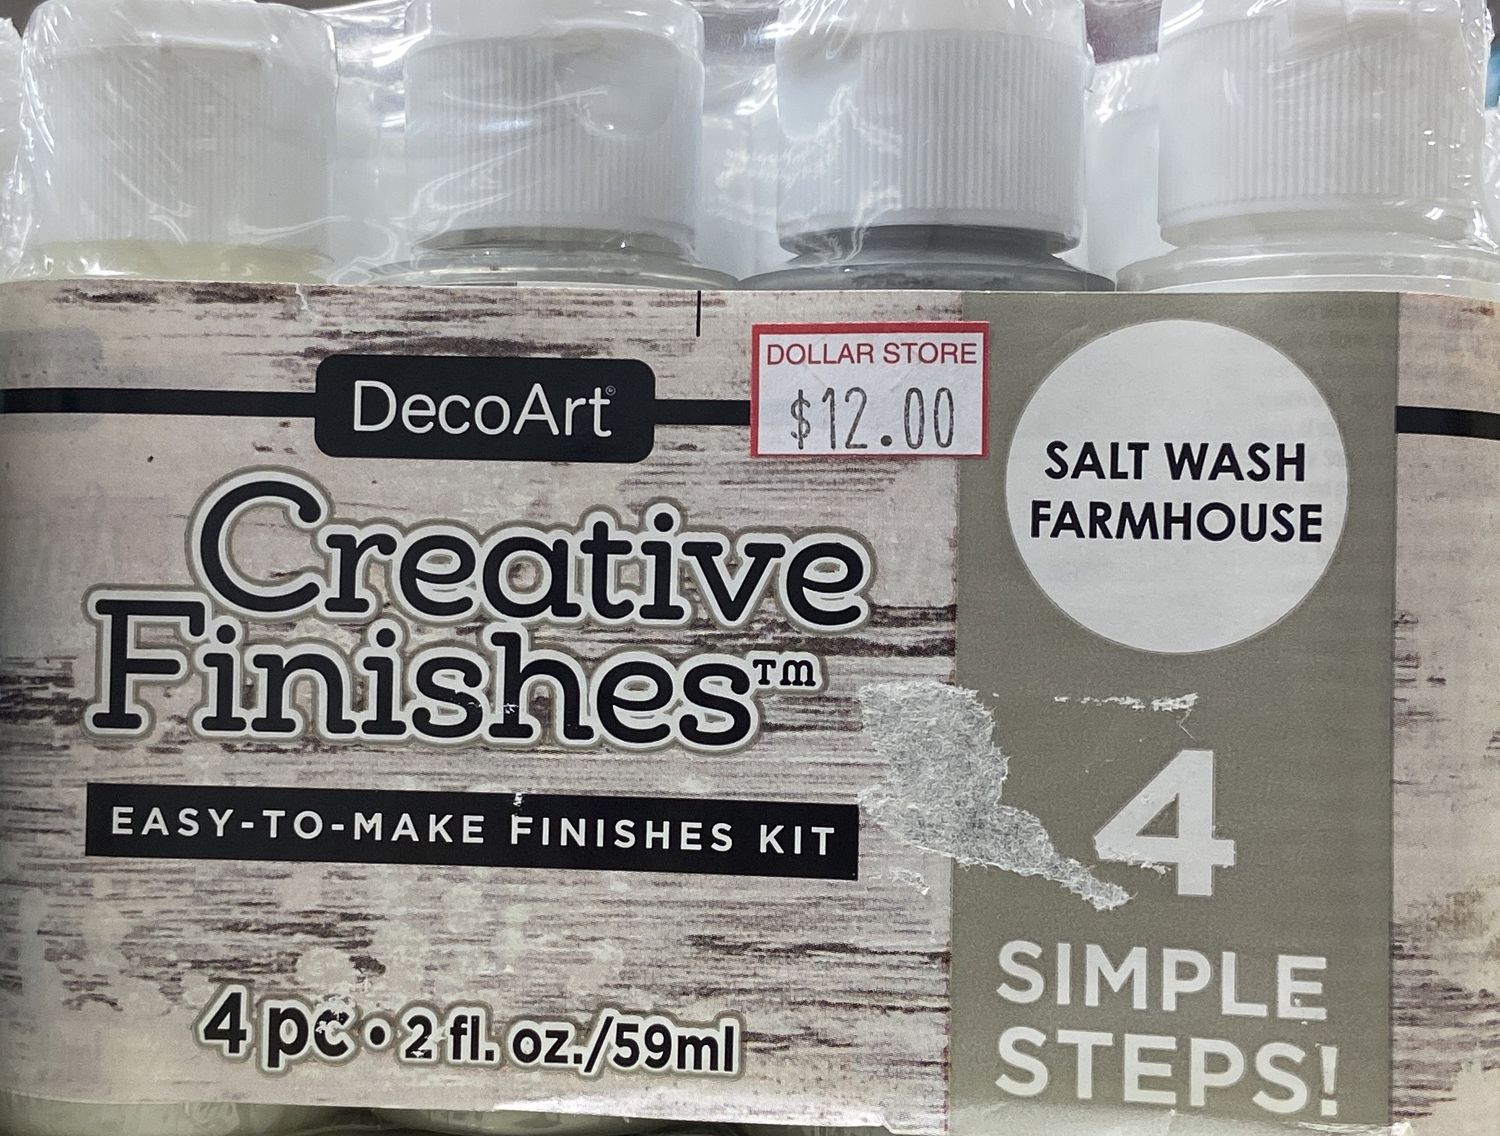 DecoArt®
DOLLAR STORE
$12.00
Creative
Finishes™
EASY-TO-MAKE FINISHES KIT
4 pc • 2 fl. oz./59ml
SALT WASH
FARMHOUSE
4
SIMPLE
STEPS!